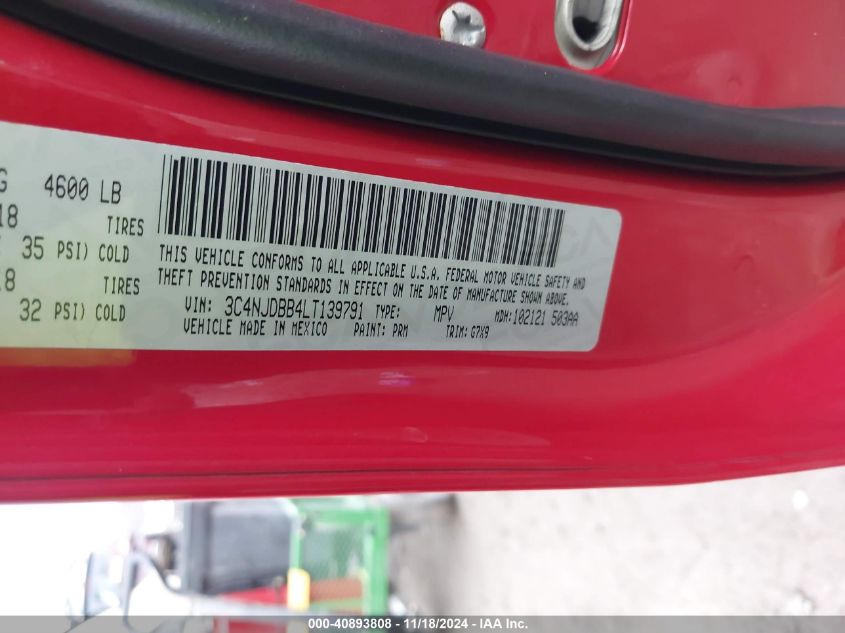 G 4600 LB
18 TIRES
35 PSI) COLD
18 TIRES
32 PSI) COLD
THIS VEHICLE CONFORMS TO ALL APPLICABLE U.S.A. FEDERAL MOTOR VEHICLE SAFETY AND
THEFT PREVENTION STANDARDS IN EFFECT ON THE DATE OF MANUFACTURE SHOWN ABOVE.
VIN: 3C4NJDBB4LT139791 TYPE: MPV MDH:102121 503AA
VEHICLE MADE IN MEXICO PAINT: PRM TRIM: G7X9
000-40893808 - 11/18/2024 - IAA Inc.